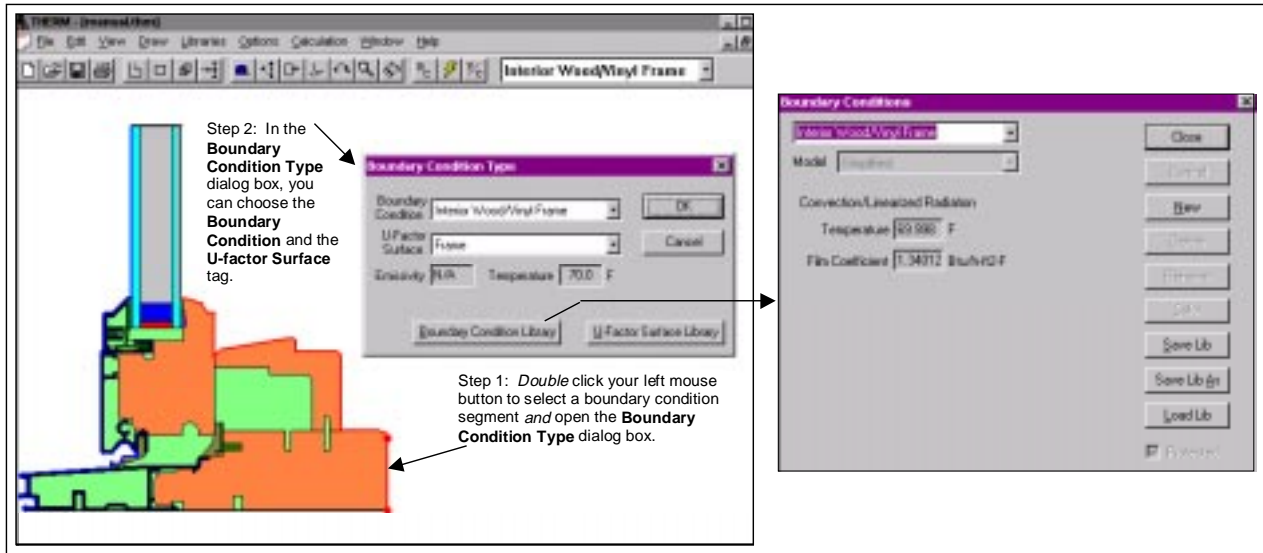 THERM - [manual.thm]
File Edit View Draw Libraries Options Calculation Window Help
Interior Wood/Vinyl Frame
Step 2: In the
Boundary
Condition Type
dialog box, you
can choose the
Boundary
Condition and the
U-factor Surface
tag.
Boundary Condition Type
Boundary
Condition
Interior Wood/Vinyl Frame
OK
U-Factor
Surface
Frame
Cancel
Emissivity N/A Temperature 70.0 F
Boundary Condition Library
U-Factor Surface Library
Step 1: Double click your left mouse
button to select a boundary condition
segment and open the Boundary
Condition Type dialog box.
Boundary Conditions
Interior Wood/Vinyl Frame
Close
Model Simplified
New
Convection/Linearized Radiation
Temperature 69.998 F
Film Coefficient 1.34012 Btu/h-ft2-F
Delete
Rename
Color
Save Lib
Save Lib As
Load Lib
Protected